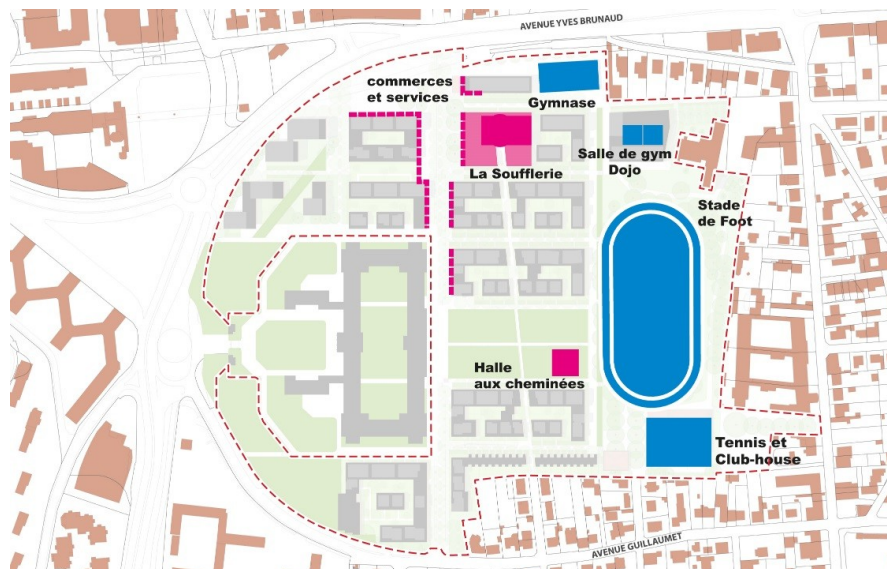 AVENUE YVES BRUNAUD
commerces
et services
Gymnase
Salle de gym
Dojo
La Soufflerie
Stade
de Foot
Halle
aux cheminées
Tennis et
Club-house
AVENUE GUILLAUMET